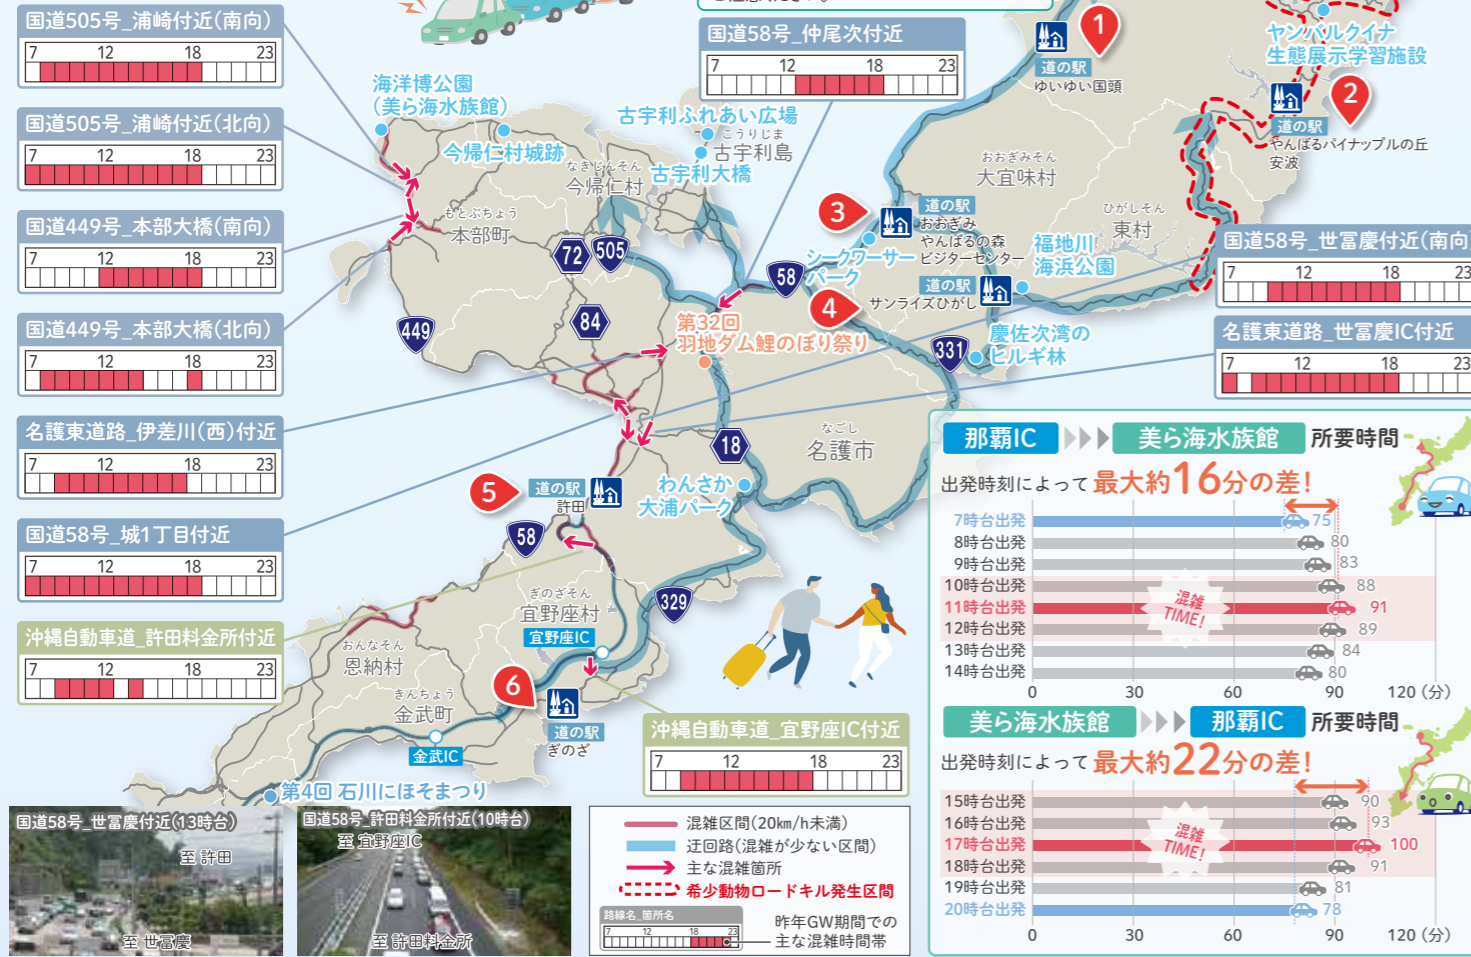 国道505号_浦崎付近(南向)
7 12 18 23
国道505号_浦崎付近(北向)
7 12 18 23
国道449号_本部大橋(南向)
7 12 18 23
国道449号_本部大橋(北向)
7 12 18 23
名護東道路_伊差川(西)付近
7 12 18 23
国道58号_城1丁目付近
7 12 18 23
沖縄自動車道_許田料金所付近
7 12 18 23
国道58号_仲尾次付近
7 12 18 23
海洋博公園
(美ら海水族館)
今帰仁村城跡
なきじんそん
今帰仁村
もとぶちょう
本部町
古宇利ふれあい広場
こうりじま
古宇利島
古宇利大橋
1
道の駅
ゆいゆい国頭
ヤンバルクイナ
生態展示学習施設
2
道の駅
やんばるパイナップルの丘
安波
おおぎみそん
大宜味村
ひがしそん
東村
3
道の駅
おおぎみ
やんばるの森
ビジターセンター
シークヮーサー
パーク
福地川
海浜公園
道の駅
サンライズひがし
4
慶佐次湾の
ヒルギ林
72
505
58
84
449
331
第32回
羽地ダム鯉のぼり祭り
国道58号_世冨慶付近(南向)
7 12 18 23
名護東道路_世冨慶IC付近
7 12 18 23
なごし
名護市
18
わんさか
大浦パーク
5
道の駅
許田
58
329
ぎのざそん
宜野座村
宜野座IC
おんなそん
恩納村
きんちょう
金武町
6
道の駅
ぎのざ
金武IC
第4回 石川にほそまつり
沖縄自動車道_宜野座IC付近
7 12 18 23
那覇IC 美ら海水族館 所要時間
出発時刻によって最大約16分の差!
7時台出発 75
8時台出発 80
9時台出発 83
10時台出発 88
11時台出発 91
12時台出発 89
13時台出発 84
14時台出発 80
混雑
TIME!
0 30 60 90 120 (分)
美ら海水族館 那覇IC 所要時間
出発時刻によって最大約22分の差!
15時台出発 90
16時台出発 93
17時台出発 100
18時台出発 91
19時台出発 81
20時台出発 78
混雑
TIME!
0 30 60 90 120 (分)
国道58号_世冨慶付近(13時台)
至 許田
至 世冨慶
国道58号_許田料金所付近(10時台)
至 宜野座IC
至 許田料金所
混雑区間(20km/h未満)
迂回路(混雑が少ない区間)
主な混雑箇所
希少動物ロードキル発生区間
路線名_箇所名
7 12 18 23
昨年GW期間での
主な混雑時間帯